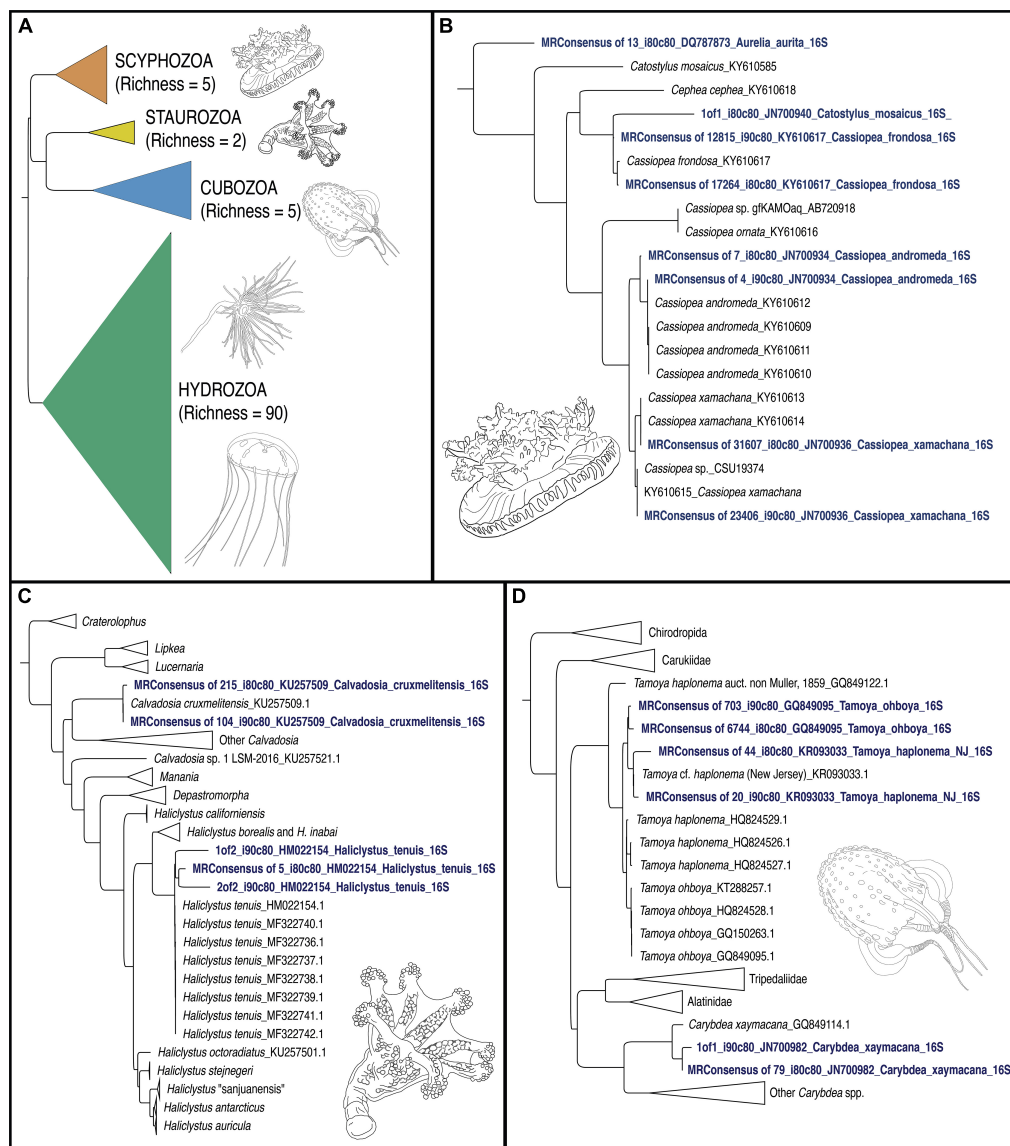 A
SCYPHOZOA
(Richness = 5)
STAUROZOA
(Richness = 2)
CUBOZOA
(Richness = 5)
HYDROZOA
(Richness = 90)
B
MRConsensus of 13_i80c80_DQ787873_Aurelia_aurita_16S
Catostylus mosaicus_KY610585
Cephea cephea_KY610618
1of1_i80c80_JN700940_Catostylus_mosaicus_16S_
MRConsensus of 12815_i90c80_KY610617_Cassiopea_frondosa_16S
Cassiopea frondosa_KY610617
MRConsensus of 17264_i80c80_KY610617_Cassiopea_frondosa_16S
Cassiopea sp. gfKAMOaq_AB720918
Cassiopea ornata_KY610616
MRConsensus of 7_i80c80_JN700934_Cassiopea_andromeda_16S
MRConsensus of 4_i90c80_JN700934_Cassiopea_andromeda_16S
Cassiopea andromeda_KY610612
Cassiopea andromeda_KY610609
Cassiopea andromeda_KY610611
Cassiopea andromeda_KY610610
Cassiopea xamachana_KY610613
Cassiopea xamachana_KY610614
MRConsensus of 31607_i80c80_JN700936_Cassiopea_xamachana_16S
Cassiopea sp._CSU19374
KY610615_Cassiopea xamachana
MRConsensus of 23406_i90c80_JN700936_Cassiopea_xamachana_16S
C
Craterolophus
Lipkea
Lucernaria
MRConsensus of 215_i80c80_KU257509_Calvadosia_cruxmelitensis_16S
Calvadosia cruxmelitensis_KU257509.1
MRConsensus of 104_i90c80_KU257509_Calvadosia_cruxmelitensis_16S
Other Calvadosia
Calvadosia sp. 1 LSM-2016_KU257521.1
Manania
Depastromorpha
Haliclystus californiensis
Haliclystus borealis and H. inabai
1of2_i90c80_HM022154_Haliclystus_tenuis_16S
MRConsensus of 5_i80c80_HM022154_Haliclystus_tenuis_16S
2of2_i90c80_HM022154_Haliclystus_tenuis_16S
Haliclystus tenuis_HM022154.1
Haliclystus tenuis_MF322740.1
Haliclystus tenuis_MF322736.1
Haliclystus tenuis_MF322737.1
Haliclystus tenuis_MF322738.1
Haliclystus tenuis_MF322739.1
Haliclystus tenuis_MF322741.1
Haliclystus tenuis_MF322742.1
Haliclystus octoradiatus_KU257501.1
Haliclystus stejnegeri
Haliclystus "sanjuanensis"
Haliclystus antarcticus
Haliclystus auricula
D
Chirodropida
Carukiidae
Tamoya haplonema auct. non Muller, 1859_GQ849122.1
MRConsensus of 703_i90c80_GQ849095_Tamoya_ohboya_16S
MRConsensus of 6744_i80c80_GQ849095_Tamoya_ohboya_16S
MRConsensus of 44_i80c80_KR093033_Tamoya_haplonema_NJ_16S
Tamoya cf. haplonema (New Jersey)_KR093033.1
MRConsensus of 20_i90c80_KR093033_Tamoya_haplonema_NJ_16S
Tamoya haplonema_HQ824529.1
Tamoya haplonema_HQ824526.1
Tamoya haplonema_HQ824527.1
Tamoya ohboya_KT288257.1
Tamoya ohboya_HQ824528.1
Tamoya ohboya_GQ150263.1
Tamoya ohboya_GQ849095.1
Tripedaliidae
Alatinidae
Carybdea xaymacana_GQ849114.1
1of1_i90c80_JN700982_Carybdea_xaymacana_16S
MRConsensus of 79_i80c80_JN700982_Carybdea_xaymacana_16S
Other Carybdea spp.